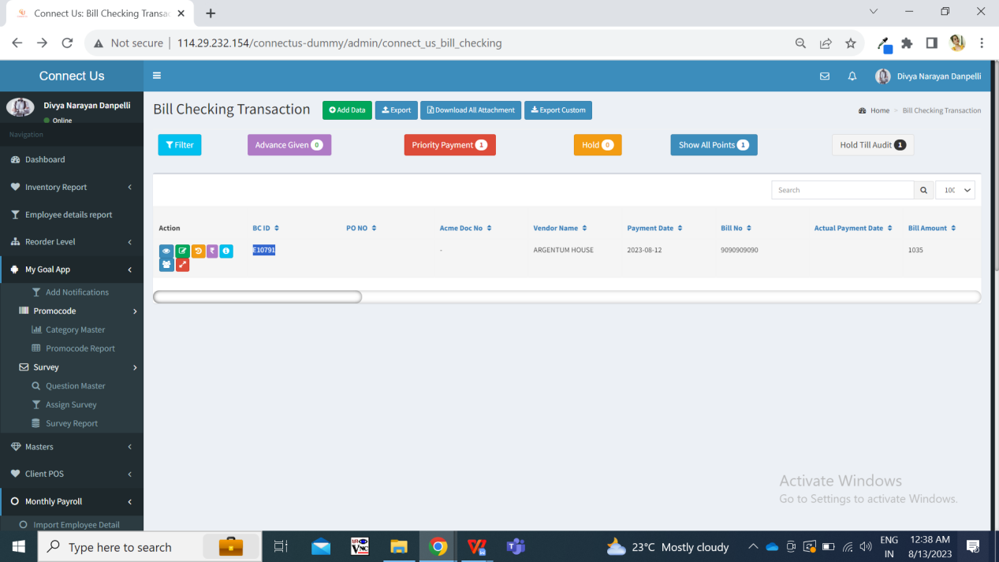 Connect Us: Bill Checking Transac
Not secure | 114.29.232.154/connectus-dummy/admin/connect_us_bill_checking
Connect Us
Divya Narayan Danpelli
Divya Narayan Danpelli
Online
Navigation
Dashboard
Inventory Report
Employee details report
Reorder Level
My Goal App
Add Notifications
Promocode
Category Master
Promocode Report
Survey
Question Master
Assign Survey
Survey Report
Masters
Client POS
Monthly Payroll
Import Employee Detail
Bill Checking Transaction
Add Data
Export
Download All Attachment
Export Custom
Home > Bill Checking Transaction
Filter
Advance Given 0
Priority Payment 1
Hold 0
Show All Points 1
Hold Till Audit 1
Search
100
Action BC ID PO NO Acme Doc No Vendor Name Payment Date Bill No Actual Payment Date Bill Amount
E10791 - ARGENTUM HOUSE 2023-08-12 9090909090 1035
Activate Windows
Go to Settings to activate Windows.
Type here to search
23°C Mostly cloudy
ENG
IN
12:38 AM
8/13/2023